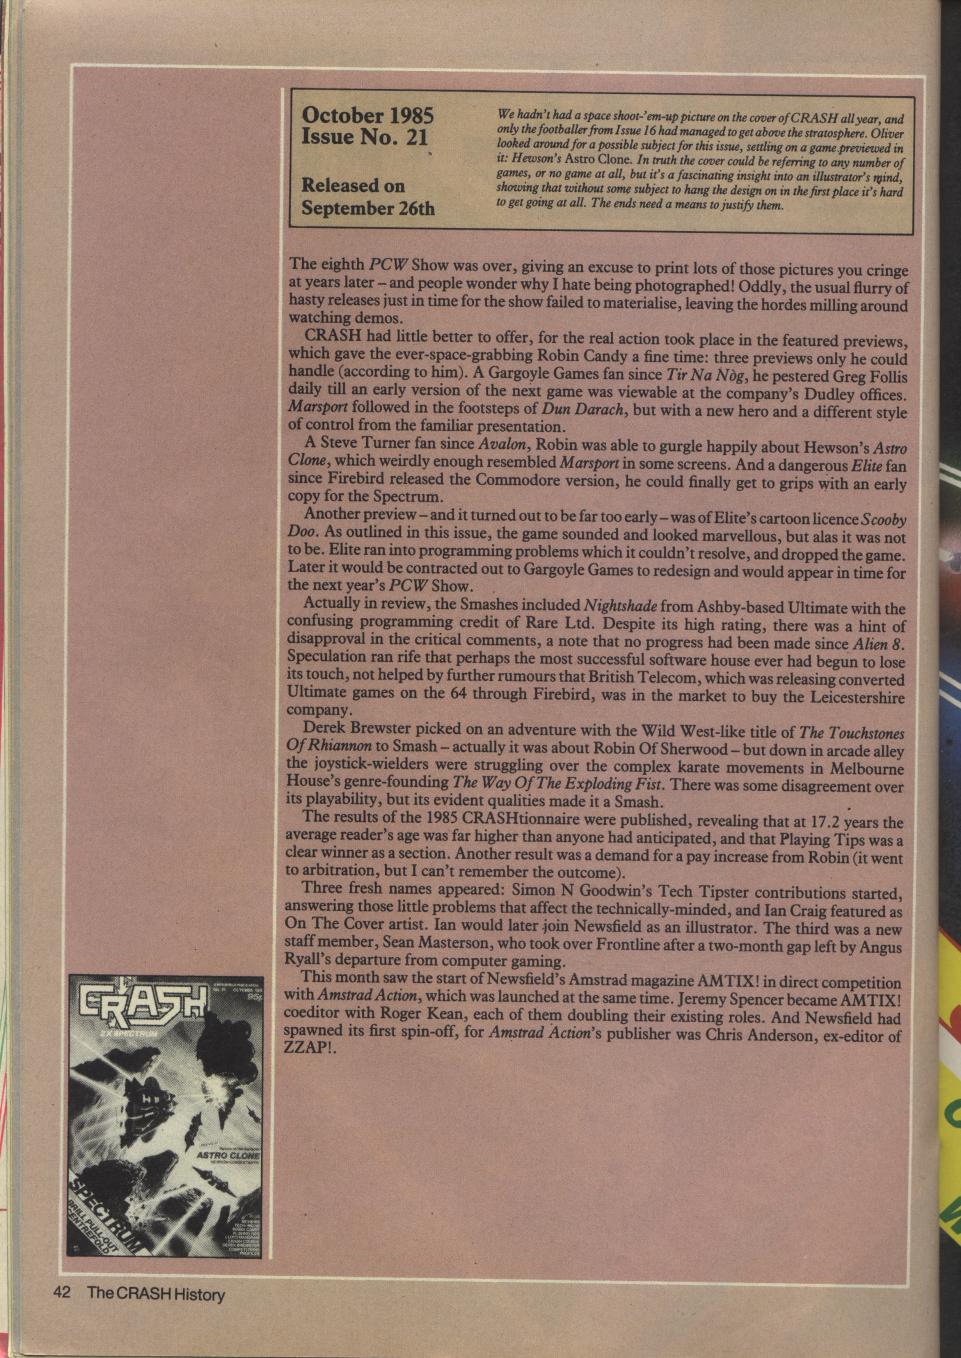 October 1985
Issue No. 21
Released on
September 26th
We hadn't had a space shoot-'em-up picture on the cover of CRASH all year, and
only the footballer from Issue 16 had managed to get above the stratosphere. Oliver
looked around for a possible subject for this issue, settling on a game previewed in
it: Hewson's Astro Clone. In truth the cover could be referring to any number of
games, or no game at all, but it's a fascinating insight into an illustrator's mind,
showing that without some subject to hang the design on in the first place it's hard
to get going at all. The ends need a means to justify them.
The eighth PCW Show was over, giving an excuse to print lots of those pictures you cringe
at years later – and people wonder why I hate being photographed! Oddly, the usual flurry of
hasty releases just in time for the show failed to materialise, leaving the hordes milling around
watching demos.
CRASH had little better to offer, for the real action took place in the featured previews,
which gave the ever-space-grabbing Robin Candy a fine time: three previews only he could
handle (according to him). A Gargoyle Games fan since Tir Na Nòg, he pestered Greg Follis
daily till an early version of the next game was viewable at the company's Dudley offices.
Marsport followed in the footsteps of Dun Darach, but with a new hero and a different style
of control from the familiar presentation.
A Steve Turner fan since Avalon, Robin was able to gurgle happily about Hewson's Astro
Clone, which weirdly enough resembled Marsport in some screens. And a dangerous Elite fan
since Firebird released the Commodore version, he could finally get to grips with an early
copy for the Spectrum.
Another preview – and it turned out to be far too early – was of Elite's cartoon licence Scooby
Doo. As outlined in this issue, the game sounded and looked marvellous, but alas it was not
to be. Elite ran into programming problems which it couldn't resolve, and dropped the game.
Later it would be contracted out to Gargoyle Games to redesign and would appear in time for
the next year's PCW Show.
Actually in review, the Smashes included Nightshade from Ashby-based Ultimate with the
confusing programming credit of Rare Ltd. Despite its high rating, there was a hint of
disapproval in the critical comments, a note that no progress had been made since Alien 8.
Speculation ran rife that perhaps the most successful software house ever had begun to lose
its touch, not helped by further rumours that British Telecom, which was releasing converted
Ultimate games on the 64 through Firebird, was in the market to buy the Leicestershire
company.
Derek Brewster picked on an adventure with the Wild West-like title of The Touchstones
Of Rhiannon to Smash – actually it was about Robin Of Sherwood – but down in arcade alley
the joystick-wielders were struggling over the complex karate movements in Melbourne
House's genre-founding The Way Of The Exploding Fist. There was some disagreement over
its playability, but its evident qualities made it a Smash.
The results of the 1985 CRASHtionnaire were published, revealing that at 17.2 years the
average reader's age was far higher than anyone had anticipated, and that Playing Tips was a
clear winner as a section. Another result was a demand for a pay increase from Robin (it went
to arbitration, but I can't remember the outcome).
Three fresh names appeared: Simon N Goodwin's Tech Tipster contributions started,
answering those little problems that affect the technically-minded, and Ian Craig featured as
On The Cover artist. Ian would later join Newsfield as an illustrator. The third was a new
staff member, Sean Masterson, who took over Frontline after a two-month gap left by Angus
Ryall's departure from computer gaming.
This month saw the start of Newsfield's Amstrad magazine AMTIX! in direct competition
with Amstrad Action, which was launched at the same time. Jeremy Spencer became AMTIX!
coeditor with Roger Kean, each of them doubling their existing roles. And Newsfield had
spawned its first spin-off, for Amstrad Action's publisher was Chris Anderson, ex-editor of
ZZAP!.
CRASH
ZX SPECTRUM
95p
ASTRO CLONE
SPECTRUM
BRILL PULL-OUT
CENTREFOLD
42 The CRASH History